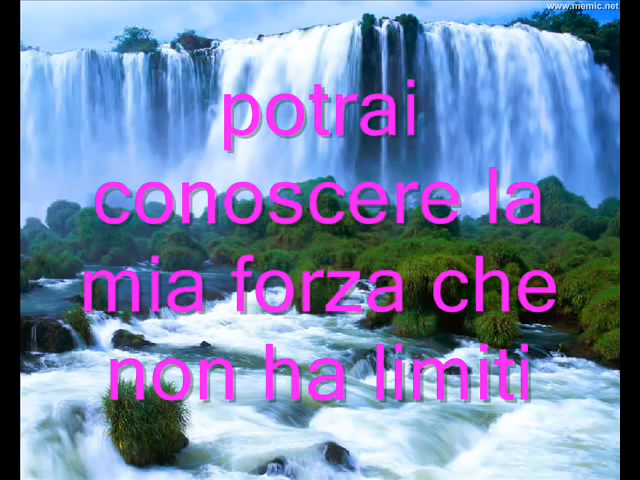 www.memic.net
potrai
conoscere la
mia forza che
non ha limiti